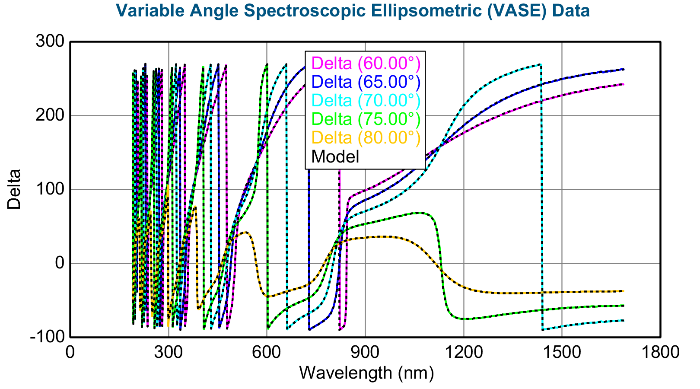 Variable Angle Spectroscopic Ellipsometric (VASE) Data
300
200
100
0
-100
Delta
Delta (60.00°)
Delta (65.00°)
Delta (70.00°)
Delta (75.00°)
Delta (80.00°)
Model
0 300 600 900 1200 1500 1800
Wavelength (nm)